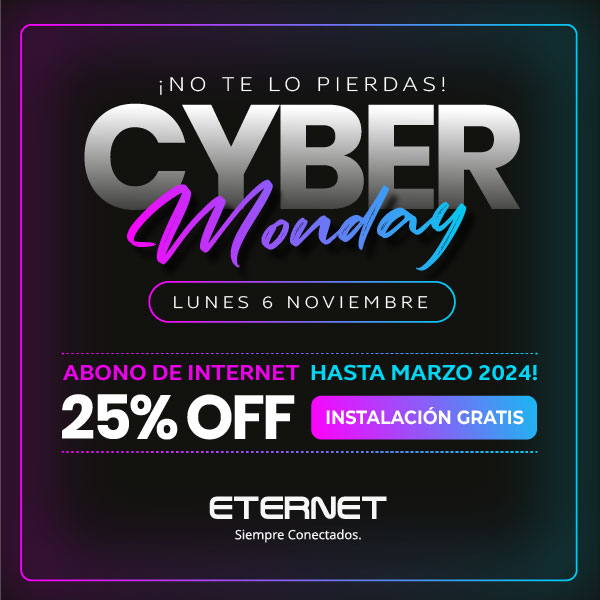 ¡NO TE LO PIERDAS!
CYBER
Monday
LUNES 6 NOVIEMBRE
ABONO DE INTERNET HASTA MARZO 2024!
25% OFF INSTALACIÓN GRATIS
ETERNET
Siempre Conectados.